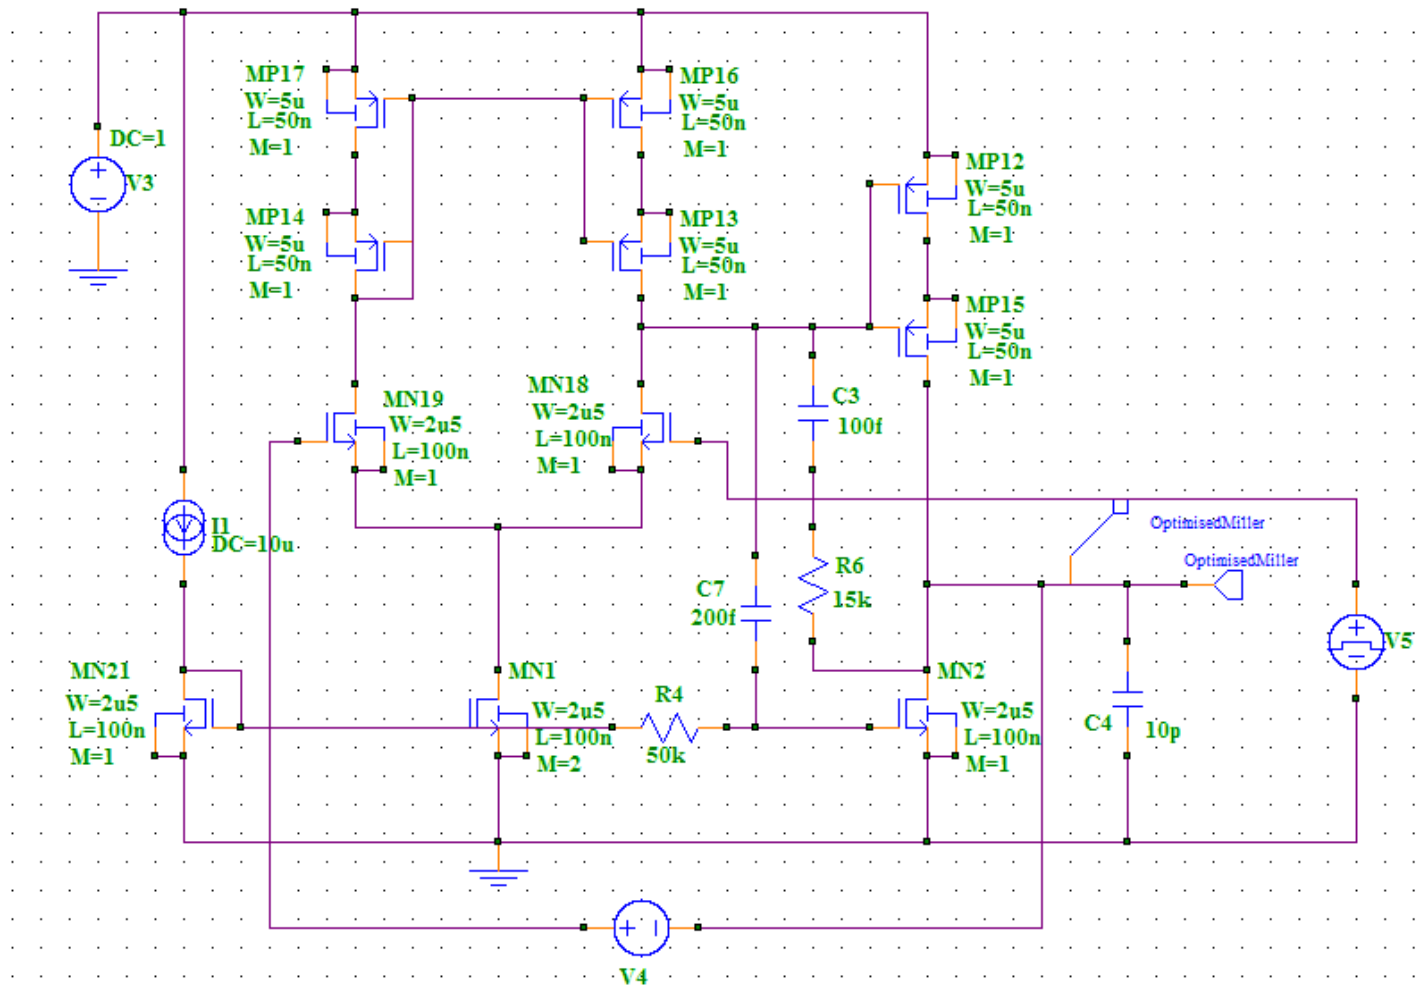 MP17
W=5u
L=50n
M=1
MP16
W=5u
L=50n
M=1
DC=1
V3
MP12
W=5u
L=50n
M=1
MP14
W=5u
L=50n
M=1
MP13
W=5u
L=50n
M=1
MP15
W=5u
L=50n
M=1
MN19
W=2u5
L=100n
M=1
MN18
W=2u5
L=100n
M=1
C3
100f
I1
DC=10u
OptimisedMiller
OptimisedMiller
C7
200f
R6
15k
V5
MN21
W=2u5
L=100n
M=1
MN1
W=2u5
L=100n
M=2
R4
50k
MN2
W=2u5
L=100n
M=1
C4
10p
V4